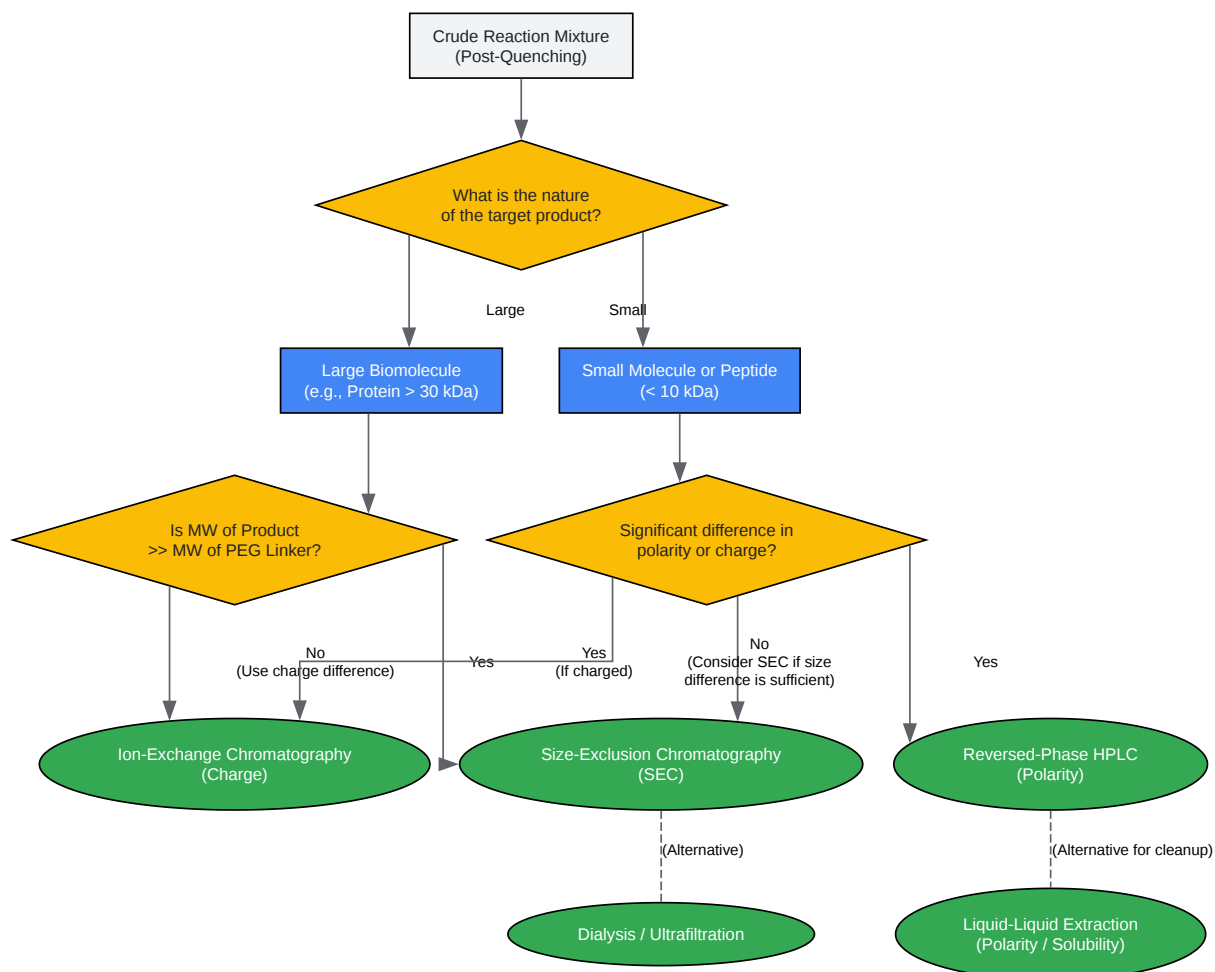 Crude Reaction Mixture
(Post-Quenching)
What is the nature
of the target product?
Large
Small
Large Biomolecule
(e.g., Protein > 30 kDa)
Small Molecule or Peptide
(< 10 kDa)
Is MW of Product
>> MW of PEG Linker?
Significant difference in
polarity or charge?
No
(Use charge difference)
Yes
Yes
(If charged)
No
(Consider SEC if size
difference is sufficient)
Yes
Ion-Exchange Chromatography
(Charge)
Size-Exclusion Chromatography
(SEC)
Reversed-Phase HPLC
(Polarity)
(Alternative)
(Alternative for cleanup)
Dialysis / Ultrafiltration
Liquid-Liquid Extraction
(Polarity / Solubility)